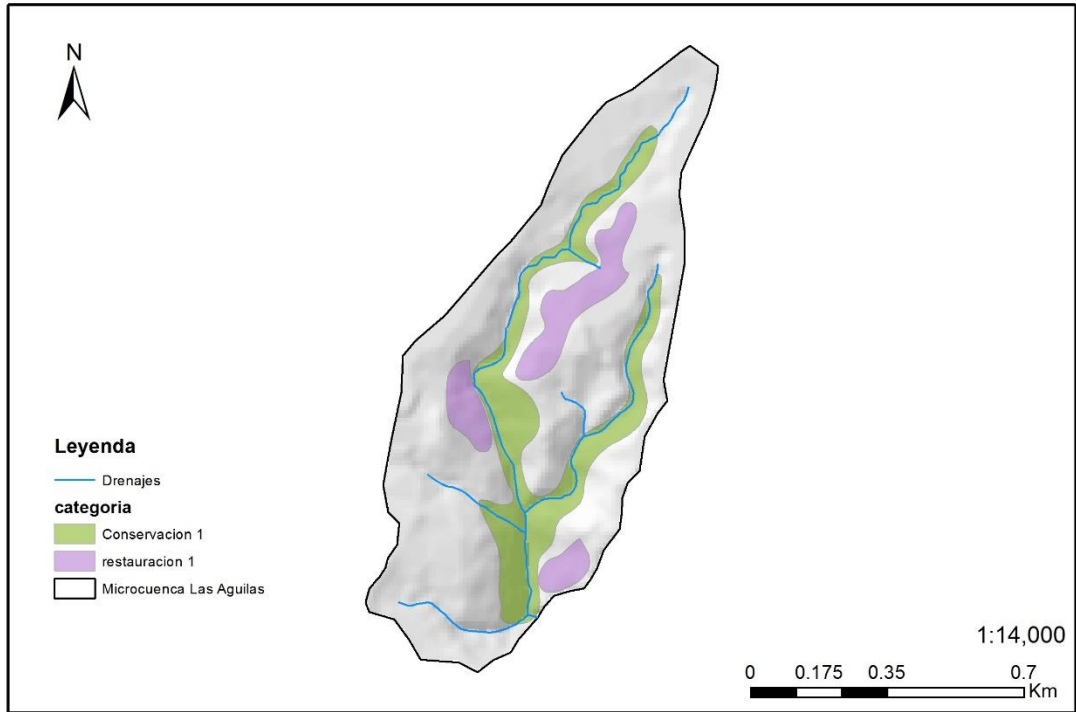 N
Leyenda
Drenajes
categoria
Conservacion 1
restauracion 1
Microcuenca Las Aguilas
1:14,000
0 0.175 0.35 0.7
Km